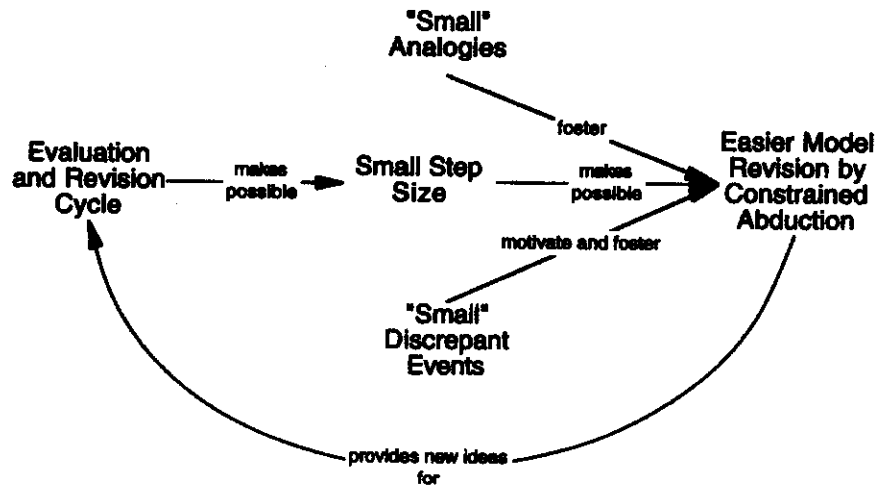 "Small"
Analogies
foster
Evaluation
and Revision
Cycle
makes
possible
Small Step
Size
makes
possible
Easier Model
Revision by
Constrained
Abduction
motivate and foster
"Small"
Discrepant
Events
provides new ideas
for